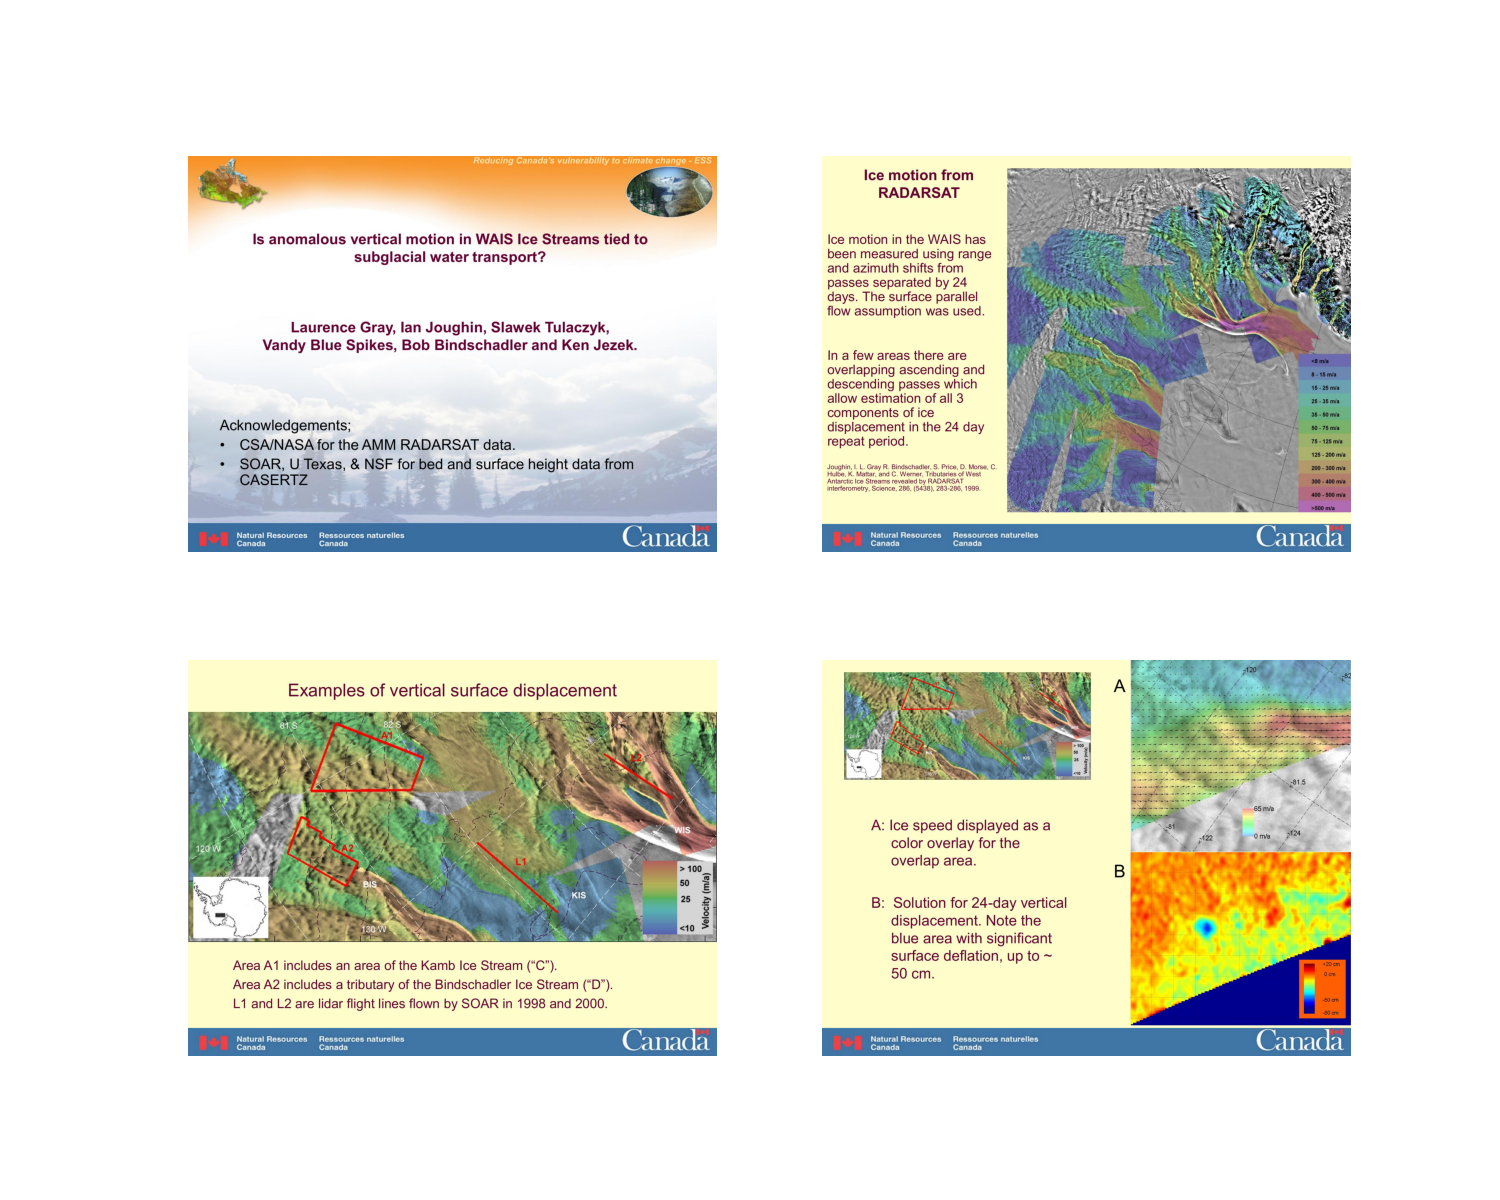 Reducing Canada's vulnerability to climate change - ESS
Is anomalous vertical motion in WAIS Ice Streams tied to
subglacial water transport?
Laurence Gray, Ian Joughin, Slawek Tulaczyk,
Vandy Blue Spikes, Bob Bindschadler and Ken Jezek.
Acknowledgements;
• CSA/NASA for the AMM RADARSAT data.
• SOAR, U Texas, & NSF for bed and surface height data from
CASERTZ
Natural Resources Ressources naturelles
Canada Canada
Canada
Ice motion from
RADARSAT
Ice motion in the WAIS has
been measured using range
and azimuth shifts from
passes separated by 24
days. The surface parallel
flow assumption was used.
In a few areas there are
overlapping ascending and
descending passes which
allow estimation of all 3
components of ice
displacement in the 24 day
repeat period.
Joughin, I. L. Gray R. Bindschadler, S. Price, D. Morse, C.
Hulbe, K. Mattar, and C. Werner, Tributaries of West
Antarctic Ice Streams revealed by RADARSAT
interferometry, Science, 286, (5438), 283-286, 1999.
<8 m/a
8 - 15 m/a
15 - 25 m/a
25 - 35 m/a
35 - 50 m/a
50 - 75 m/a
75 - 125 m/a
125 - 200 m/a
200 - 300 m/a
300 - 400 m/a
400 - 500 m/a
>500 m/a
Natural Resources Ressources naturelles
Canada Canada
Canada
Examples of vertical surface displacement
81 S
82 S
A1
L2
WIS
120 W
A2
L1
BIS
KIS
130 W
> 100
50
25
<10
Velocity (m/a)
Area A1 includes an area of the Kamb Ice Stream (“C”).
Area A2 includes a tributary of the Bindschadler Ice Stream (“D”).
L1 and L2 are lidar flight lines flown by SOAR in 1998 and 2000.
Natural Resources Ressources naturelles
Canada Canada
Canada
> 100
50
25
<10
Velocity (m/a)
KIS
A: Ice speed displayed as a
color overlay for the
overlap area.
B: Solution for 24-day vertical
displacement. Note the
blue area with significant
surface deflation, up to ~
50 cm.
A
-120
-82
-81.5
65 m/a
0 m/a
-81
-122
-124
B
+20 cm
0 cm
-50 cm
Natural Resources Ressources naturelles
Canada Canada
Canada